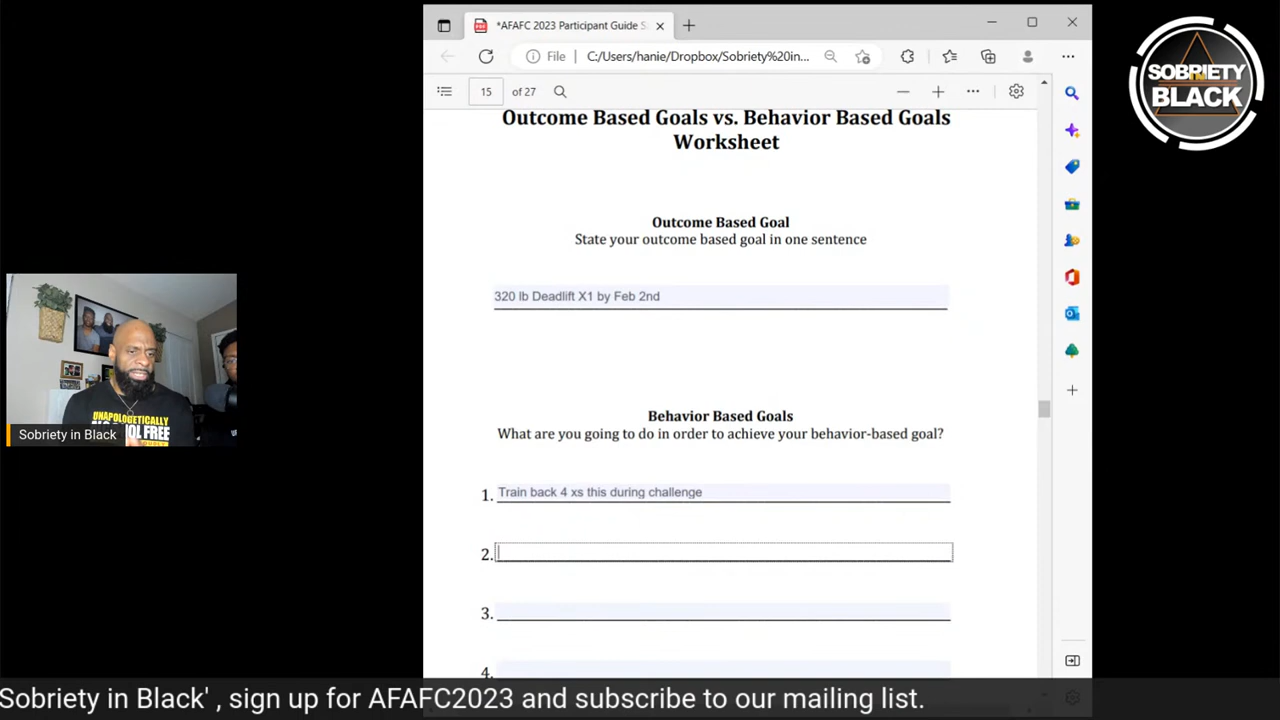 *AFAFC 2023 Participant Guide S
File
C:/Users/hanie/Dropbox/Sobriety%20in...
15 of 27
SOBRIETY
IN
BLACK
Outcome Based Goals vs. Behavior Based Goals
Worksheet
Outcome Based Goal
State your outcome based goal in one sentence
320 lb Deadlift X1 by Feb 2nd
Behavior Based Goals
What are you going to do in order to achieve your behavior-based goal?
1. Train back 4 xs this during challenge
2.
3.
4.
UNAPOLOGETICALLY
FREE
Sobriety in Black
Sobriety in Black' , sign up for AFAFC2023 and subscribe to our mailing list.